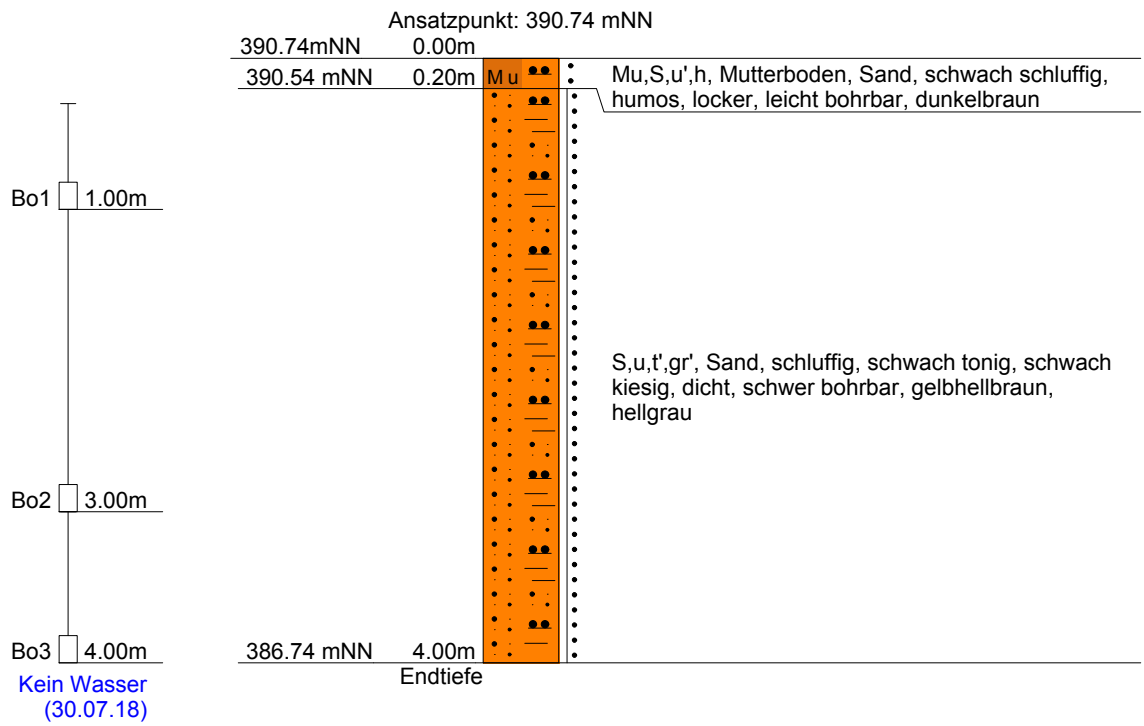 Ansatzpunkt: 390.74 mNN
390.74mNN 0.00m
390.54 mNN 0.20m
Mu
Mu,S,u',h, Mutterboden, Sand, schwach schluffig,
humos, locker, leicht bohrbar, dunkelbraun
Bo1 1.00m
S,u,t',gr', Sand, schluffig, schwach tonig, schwach
kiesig, dicht, schwer bohrbar, gelbhellbraun,
hellgrau
Bo2 3.00m
Bo3 4.00m
386.74 mNN 4.00m
Endtiefe
Kein Wasser
(30.07.18)